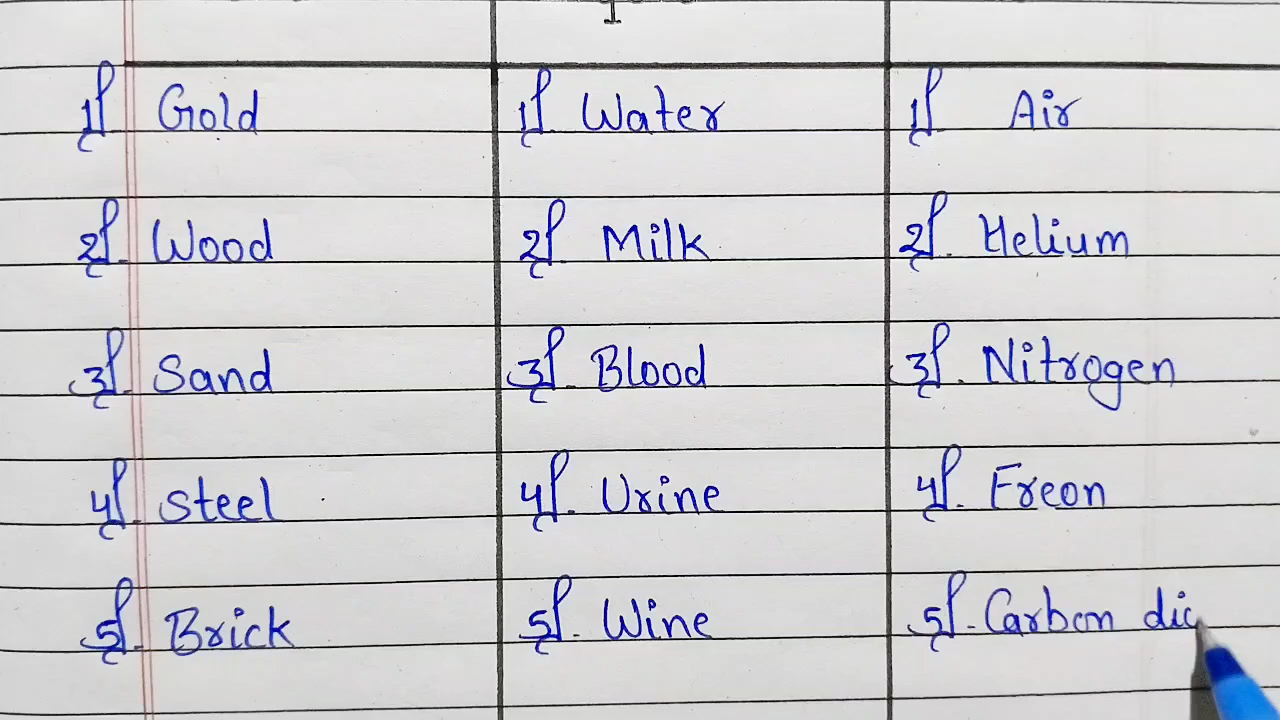 1) Gold 1) Water 1) Air
2) Wood 2) Milk 2) Helium
3) Sand 3) Blood 3) Nitrogen
4) Steel 4) Urine 4) Freon
5) Brick 5) Wine 5) Carbon dio